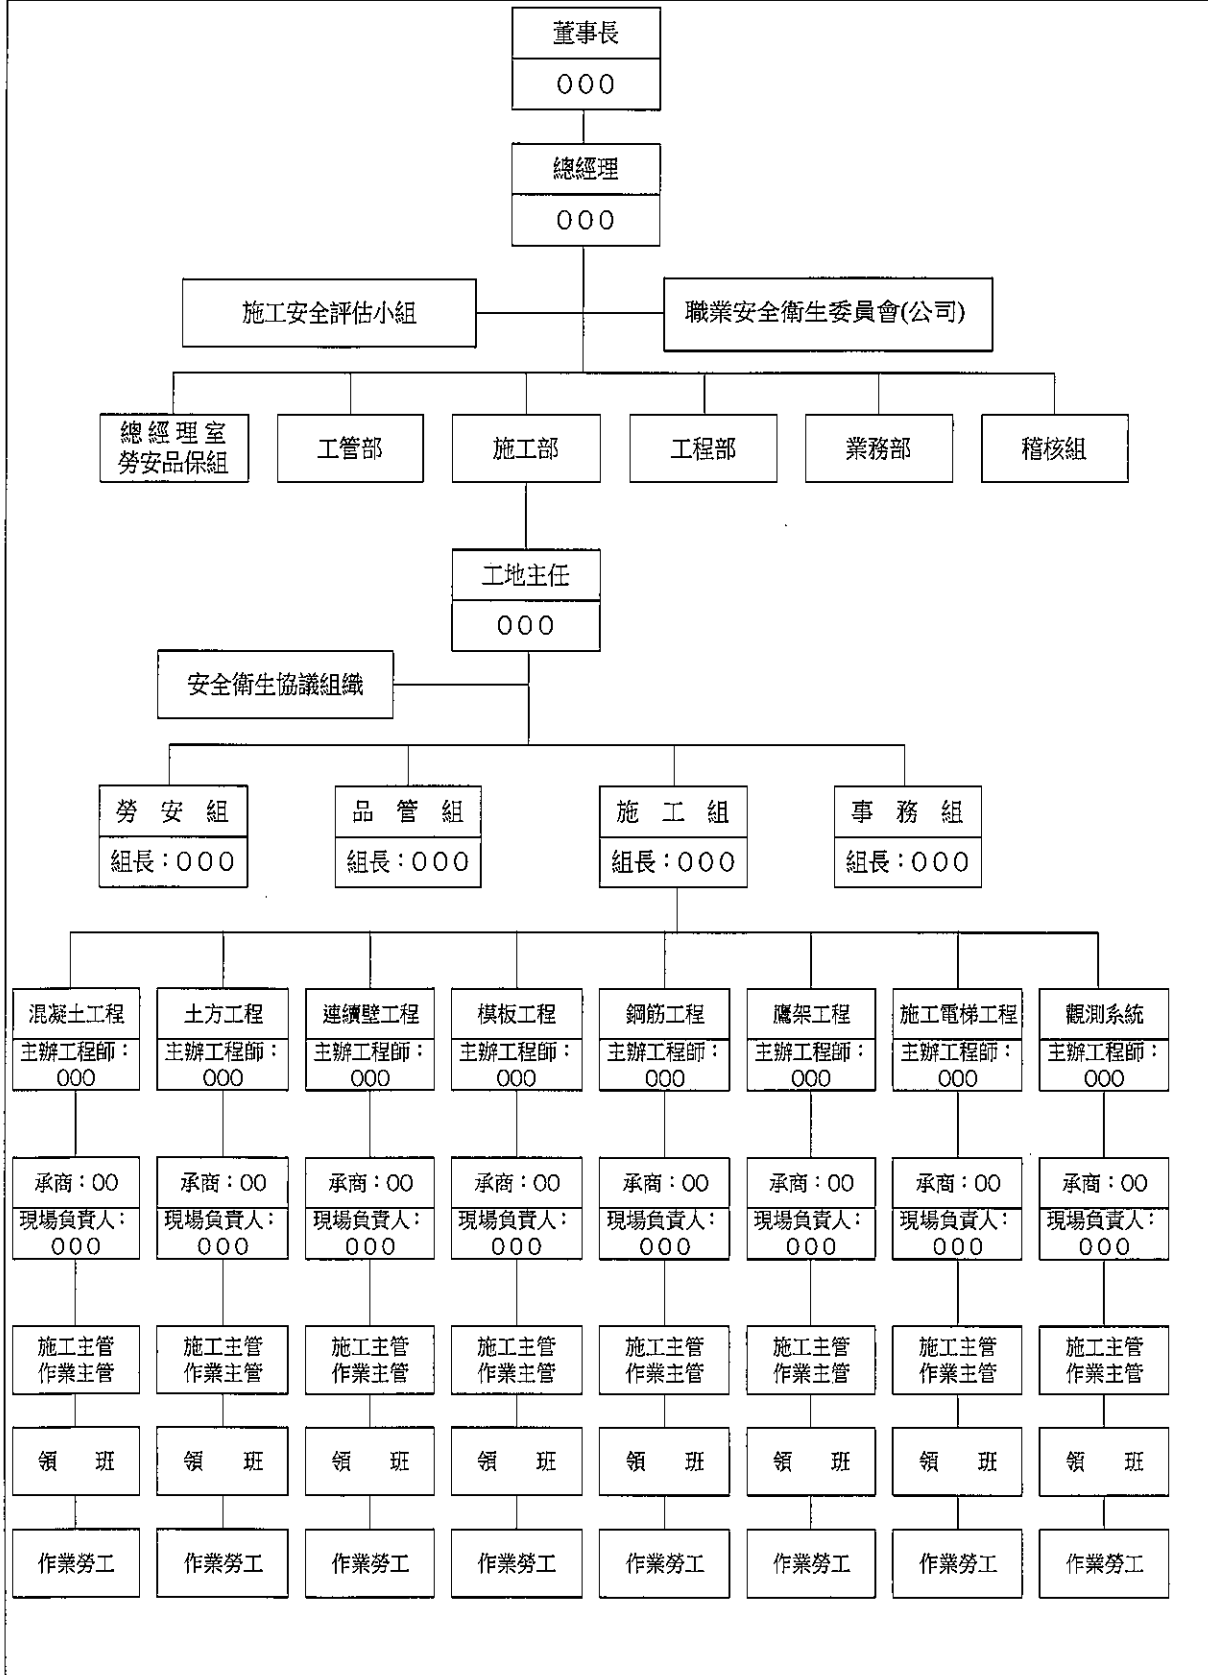 董事長
000
總經理
000
施工安全評估小組
職業安全衛生委員會(公司)
總經理室
勞安品保組
工管部
施工部
工程部
業務部
稽核組
工地主任
000
安全衛生協議組織
勞安組
組長：000
品管組
組長：000
施工組
組長：000
事務組
組長：000
混凝土工程
主辦工程師：
000
土方工程
主辦工程師：
000
連續壁工程
主辦工程師：
000
模板工程
主辦工程師：
000
鋼筋工程
主辦工程師：
000
鷹架工程
主辦工程師：
000
施工電梯工程
主辦工程師：
000
觀測系統
主辦工程師：
000
承商：00
現場負責人：
000
承商：00
現場負責人：
000
承商：00
現場負責人：
000
承商：00
現場負責人：
000
承商：00
現場負責人：
000
承商：00
現場負責人：
000
承商：00
現場負責人：
000
承商：00
現場負責人：
000
施工主管
作業主管
施工主管
作業主管
施工主管
作業主管
施工主管
作業主管
施工主管
作業主管
施工主管
作業主管
施工主管
作業主管
施工主管
作業主管
領班
領班
領班
領班
領班
領班
領班
領班
作業勞工
作業勞工
作業勞工
作業勞工
作業勞工
作業勞工
作業勞工
作業勞工